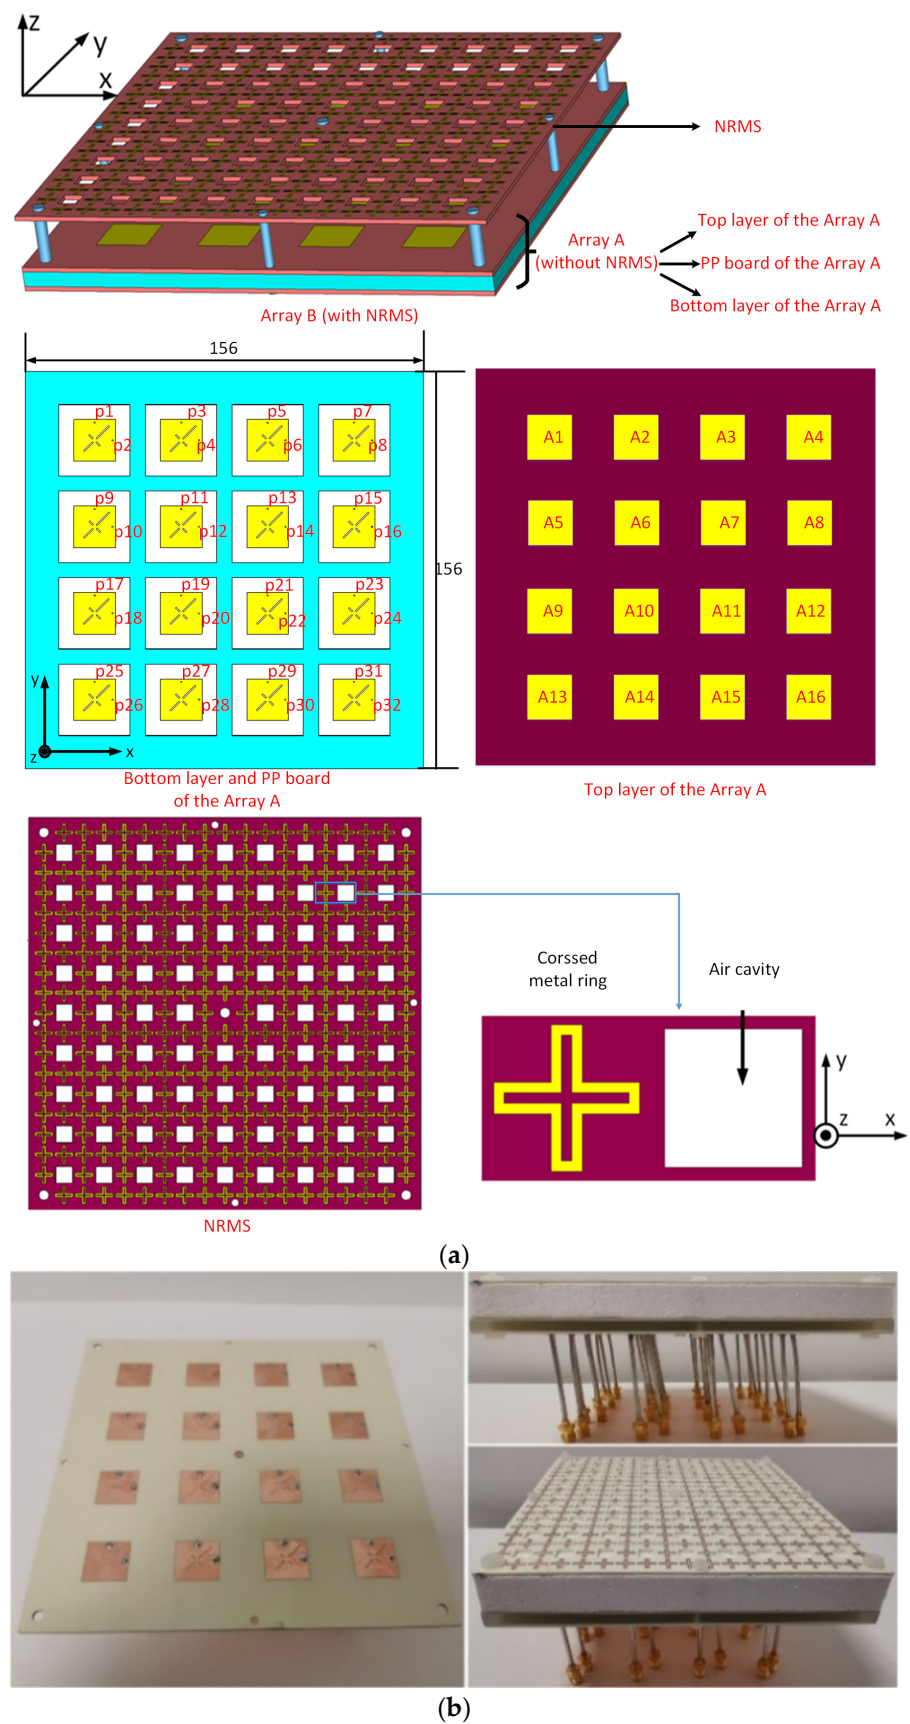 z
y
x
NRMS
Top layer of the Array A
Array A
(without NRMS)
PP board of the Array A
Bottom layer of the Array A
Array B (with NRMS)
156
p1 p3 p5 p7
p2 p4 p6 p8
p9 p11 p13 p15
p10 p12 p14 p16
156
p17 p19 p21 p23
p18 p20 p22 p24
p25 p27 p29 p31
p26 p28 p30 p32
y
z
x
Bottom layer and PP board
of the Array A
A1 A2 A3 A4
A5 A6 A7 A8
A9 A10 A11 A12
A13 A14 A15 A16
Top layer of the Array A
Corssed
metal ring
Air cavity
y
z
x
NRMS
(a)
(b)